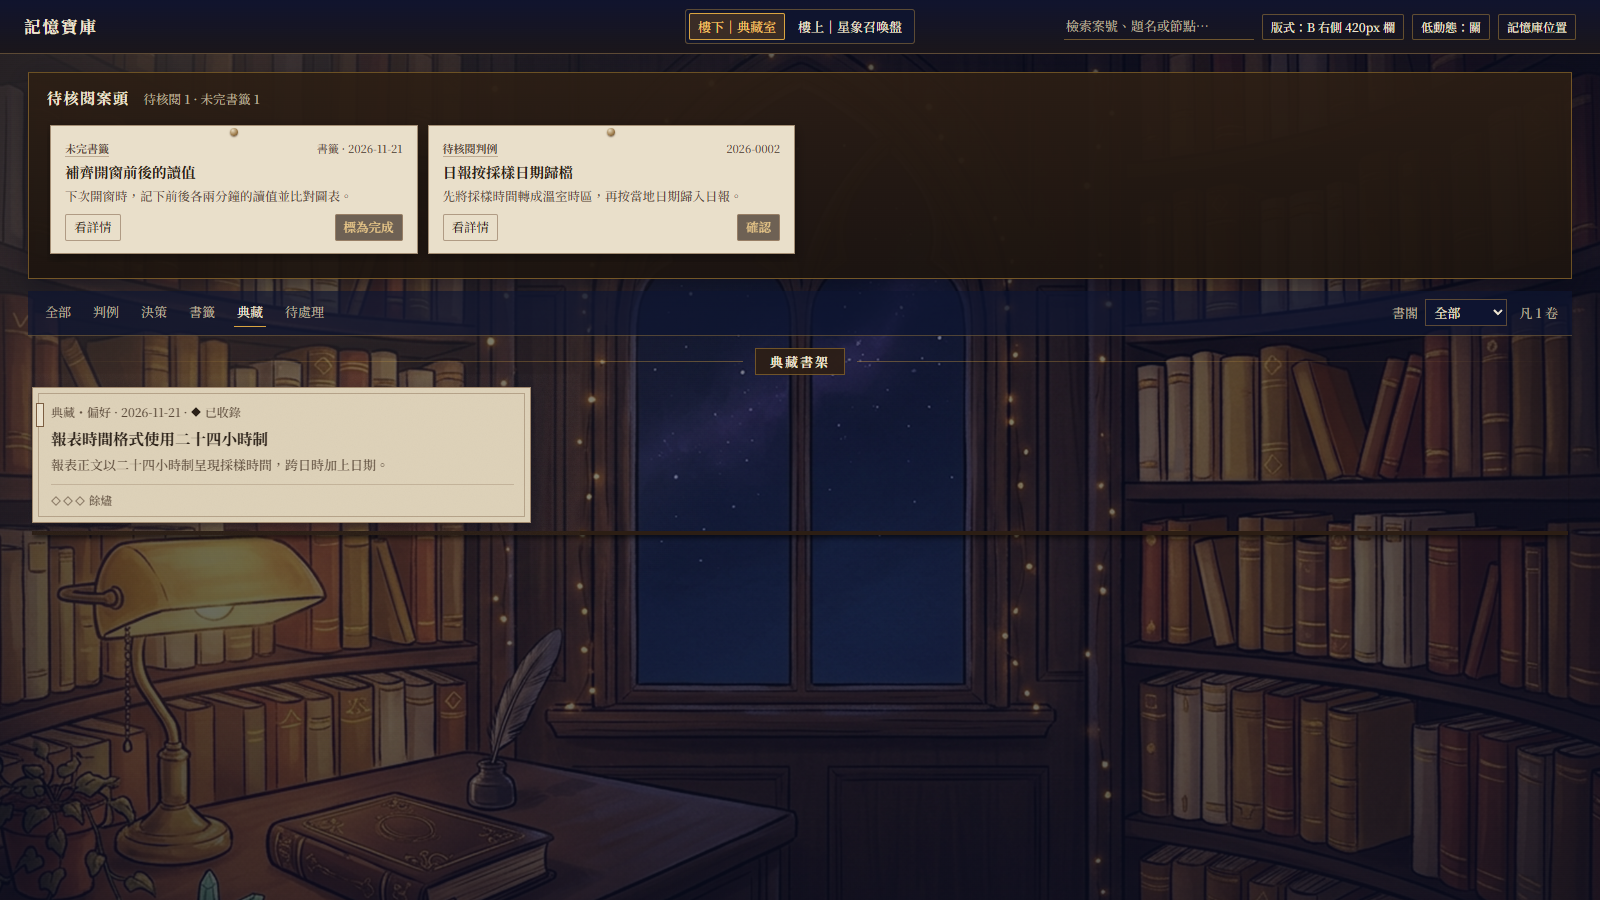 記憶寶庫
樓下｜典藏室
樓上｜星象召喚盤
檢索案號、題名或節點…
版式：B 右側 420px 欄
低動態：關
記憶庫位置
待核閱案頭
待核閱 1 · 未完書籤 1
未完書籤
書籤 · 2026-11-21
補齊開窗前後的讀值
下次開窗時，記下前後各兩分鐘的讀值並比對圖表。
看詳情
標為完成
待核閱判例
2026-0002
日報按採樣日期歸檔
先將採樣時間轉成溫室時區，再按當地日期歸入日報。
看詳情
確認
全部
判例
決策
書籤
典藏
待處理
書閣
全部
凡 1 卷
典藏書架
典藏・偏好 · 2026-11-21 · ◆ 已收錄
報表時間格式使用二十四小時制
報表正文以二十四小時制呈現採樣時間，跨日時加上日期。
◇◇◇ 餘燼